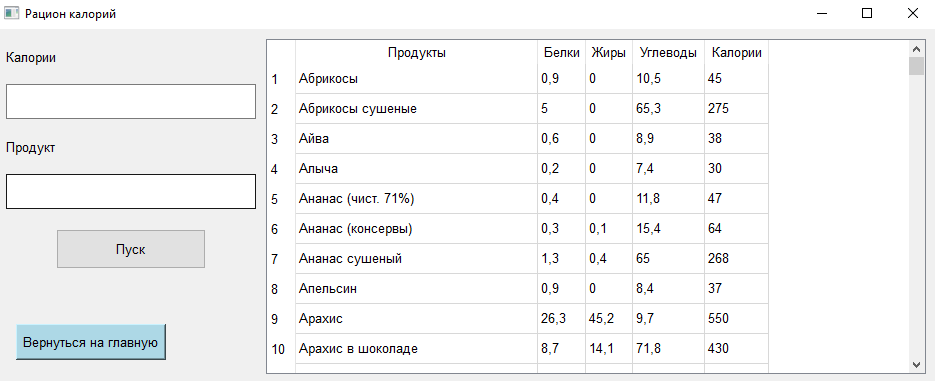 Рацион калорий
Калории
Продукт
Пуск
Вернуться на главную
Продукты Белки Жиры Углеводы Калории
1 Абрикосы 0,9 0 10,5 45
2 Абрикосы сушеные 5 0 65,3 275
3 Айва 0,6 0 8,9 38
4 Алыча 0,2 0 7,4 30
5 Ананас (чист. 71%) 0,4 0 11,8 47
6 Ананас (консервы) 0,3 0,1 15,4 64
7 Ананас сушеный 1,3 0,4 65 268
8 Апельсин 0,9 0 8,4 37
9 Арахис 26,3 45,2 9,7 550
10 Арахис в шоколаде 8,7 14,1 71,8 430